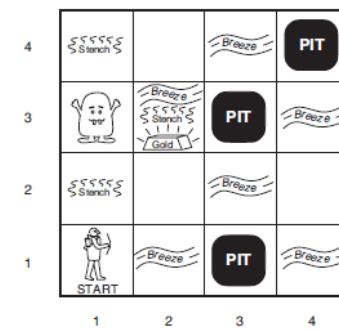 4 Stench Breeze PIT
3 Breeze Stench Gold PIT Breeze
2 Stench Breeze
1 START Breeze PIT Breeze
1 2 3 4